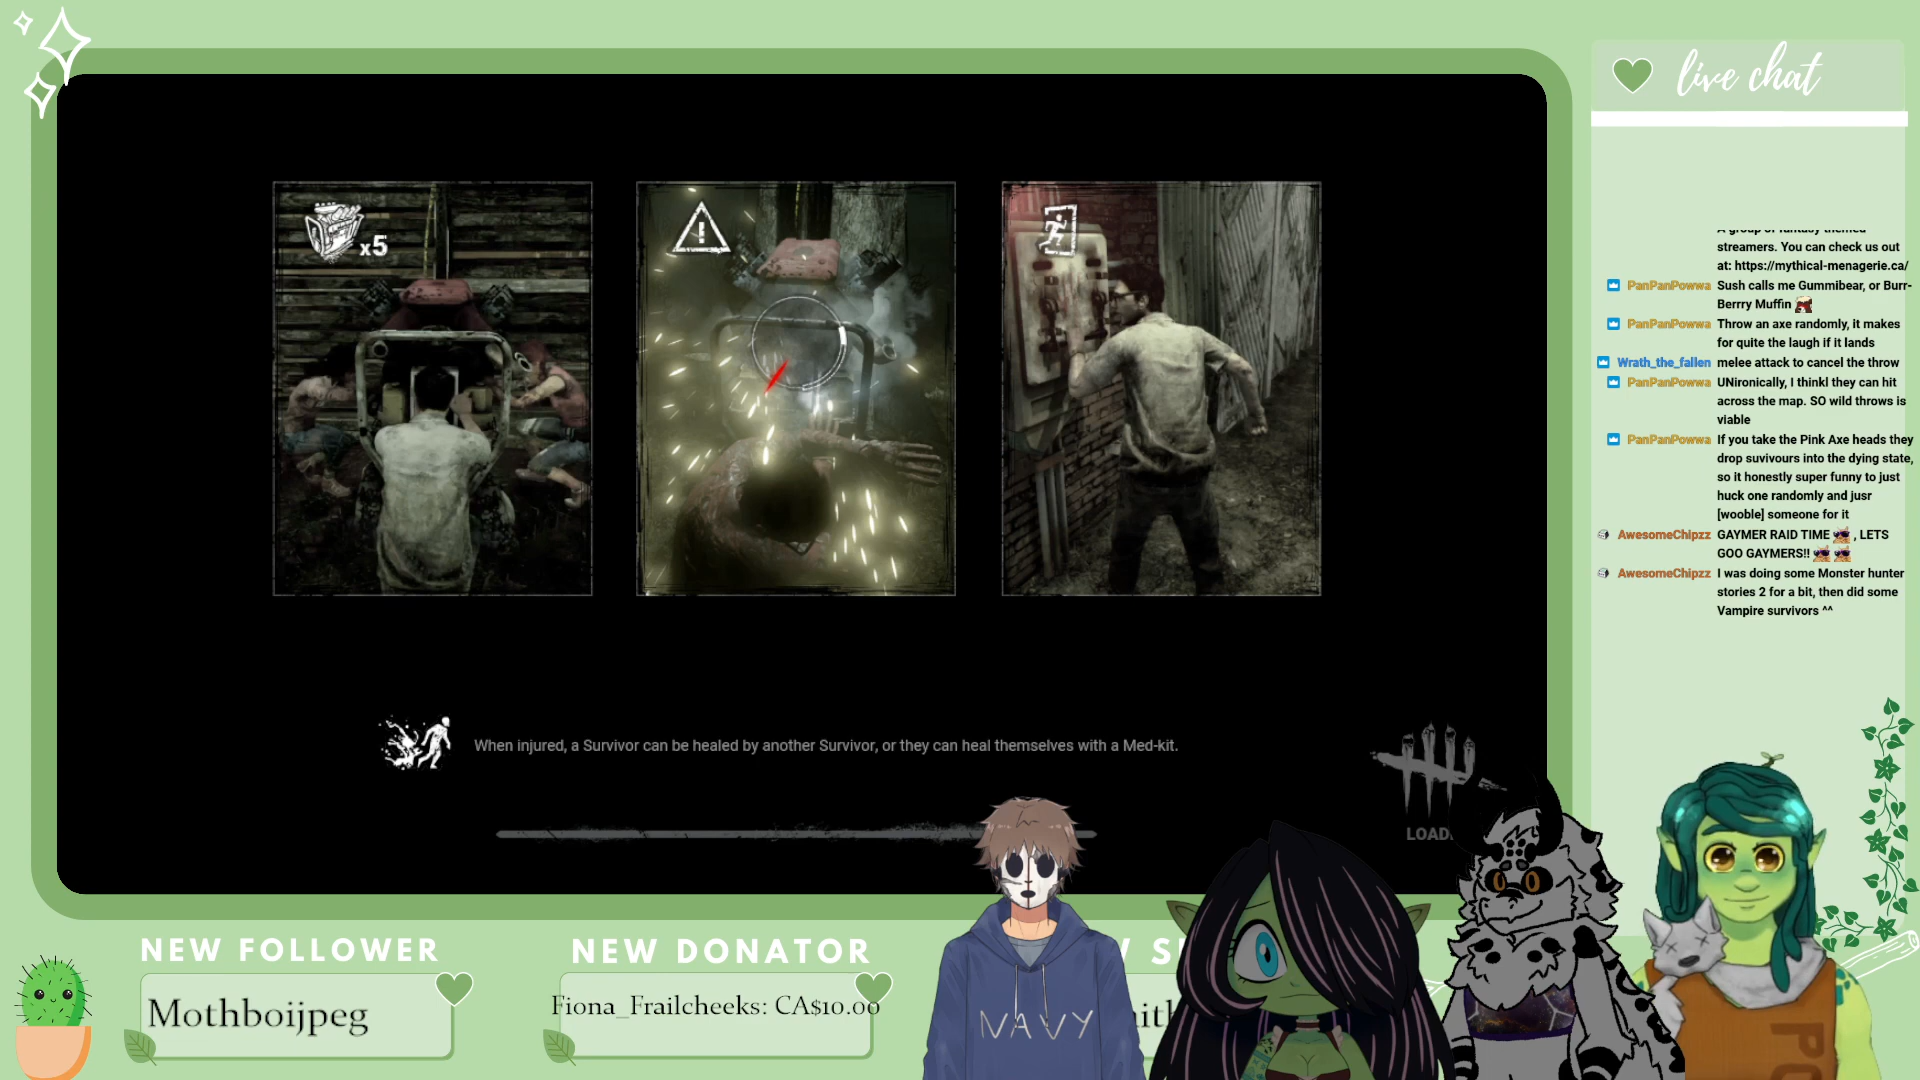 live chat
x5
streamers. You can check us out
at: https://mythical-menagerie.ca/
PanPanPowwa Sush calls me Gummibear, or Burr-
Berrry Muffin
PanPanPowwa Throw an axe randomly, it makes
for quite the laugh if it lands
Wrath_the_fallen melee attack to cancel the throw
PanPanPowwa UNironically, I thinkl they can hit
across the map. SO wild throws is
viable
PanPanPowwa If you take the Pink Axe heads they
drop suvivours into the dying state,
so it honestly super funny to just
huck one randomly and jusr
[wooble] someone for it
AwesomeChipzz GAYMER RAID TIME , LETS
GOO GAYMERS!!
AwesomeChipzz I was doing some Monster hunter
stories 2 for a bit, then did some
Vampire survivors ^^
When injured, a Survivor can be healed by another Survivor, or they can heal themselves with a Med-kit.
NEW FOLLOWER
Mothboijpeg
NEW DONATOR
Fiona_Frailcheeks: CA$10.00
NAVY